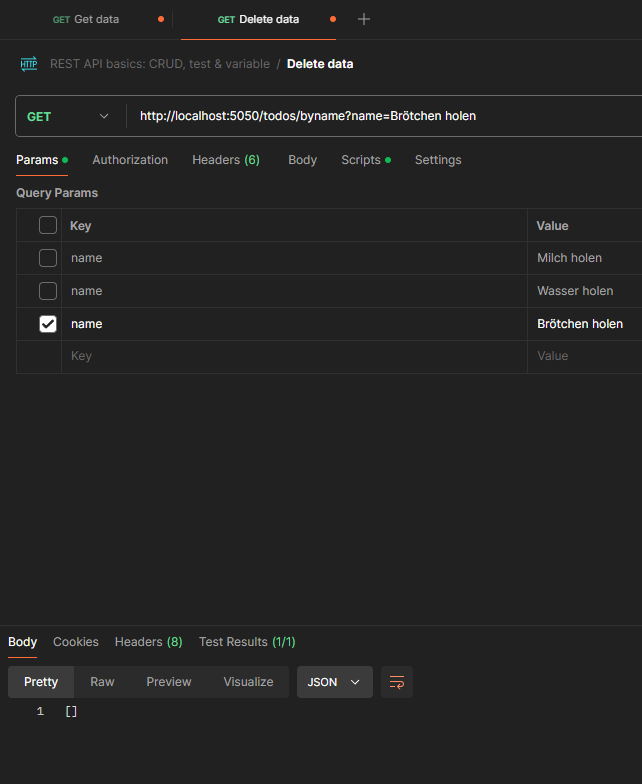 GET Get data GET Delete data
HTTP REST API basics: CRUD, test & variable / Delete data
GET http://localhost:5050/todos/byname?name=Brötchen holen
Params Authorization Headers (6) Body Scripts Settings
Query Params
Key Value
name Milch holen
name Wasser holen
name Brötchen holen
Key Value
Body Cookies Headers (8) Test Results (1/1)
Pretty Raw Preview Visualize JSON
1 []